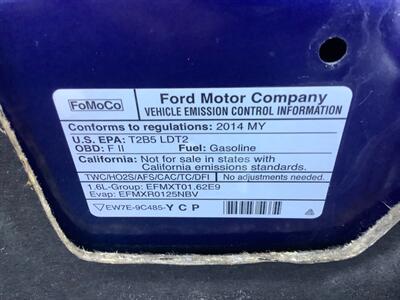 FoMoCo
Ford Motor Company
VEHICLE EMISSION CONTROL INFORMATION
Conforms to regulations: 2014 MY
U.S. EPA: T2B5 LDT2
OBD: F II Fuel: Gasoline
California: Not for sale in states with
California emissions standards.
TWC/HO2S/AFS/CAC/TC/DFI No adjustments needed.
1.6L-Group: EFMXT01.62E9
Evap: EFMXR0125NBV
EW7E-9C485-YCP